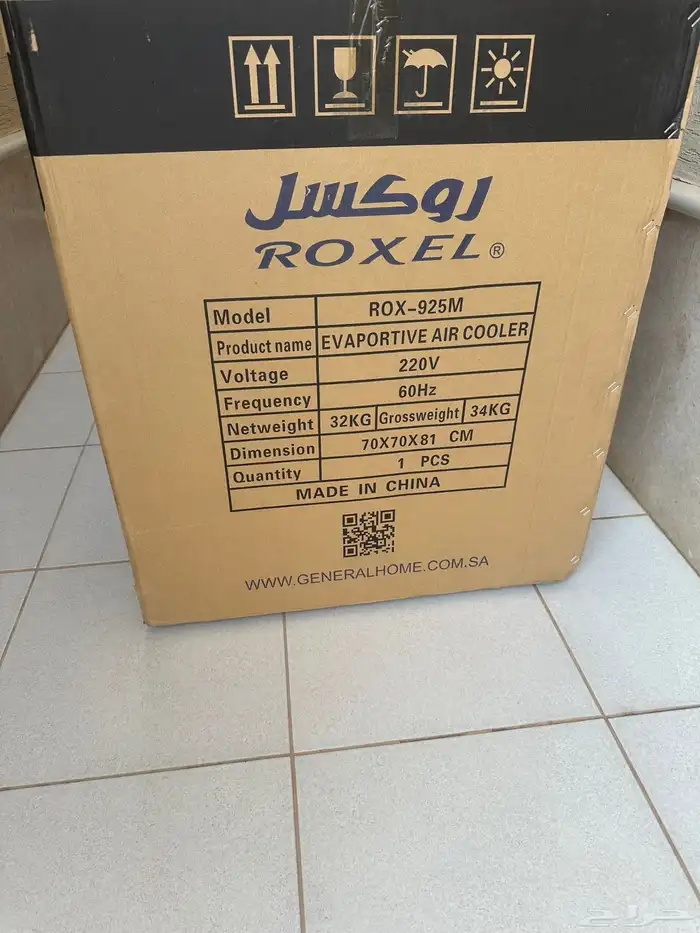 روكسل
ROXEL®
Model ROX-925M
Product name EVAPORTIVE AIR COOLER
Voltage 220V
Frequency 60Hz
Netweight 32KG Grossweight 34KG
Dimension 70X70X81 CM
Quantity 1 PCS
MADE IN CHINA
WWW.GENERALHOME.COM.SA
حراج